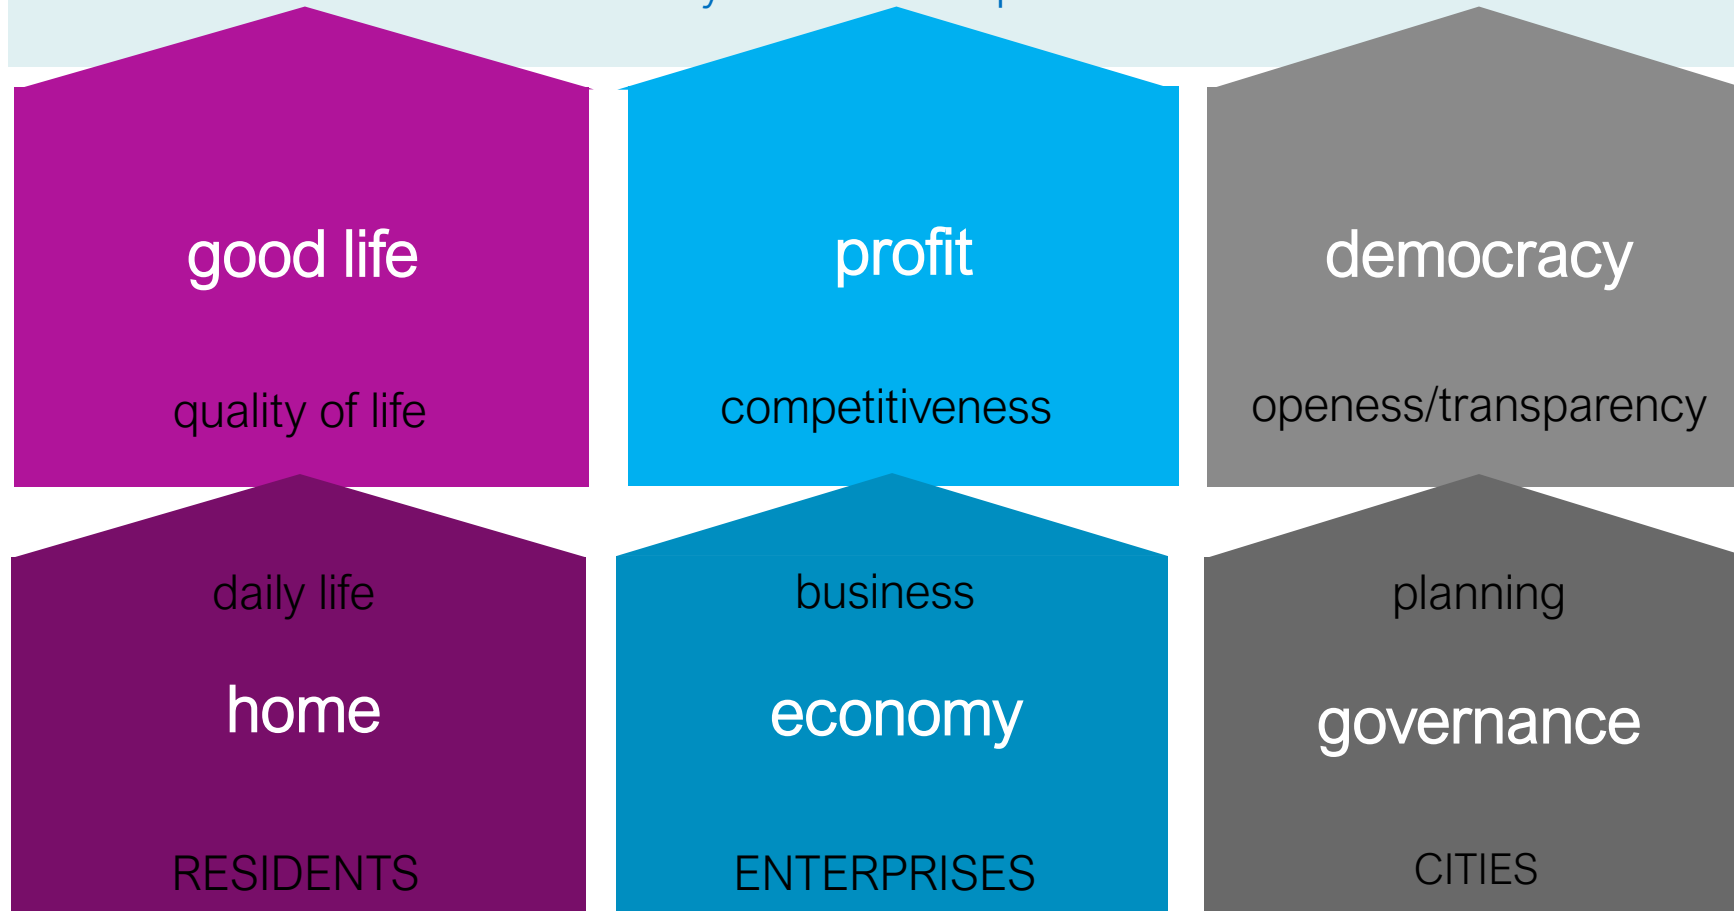 good life
quality of life
daily life
home
RESIDENTS
profit
competitiveness
business
economy
ENTERPRISES
democracy
openess/transparency
planning
governance
CITIES